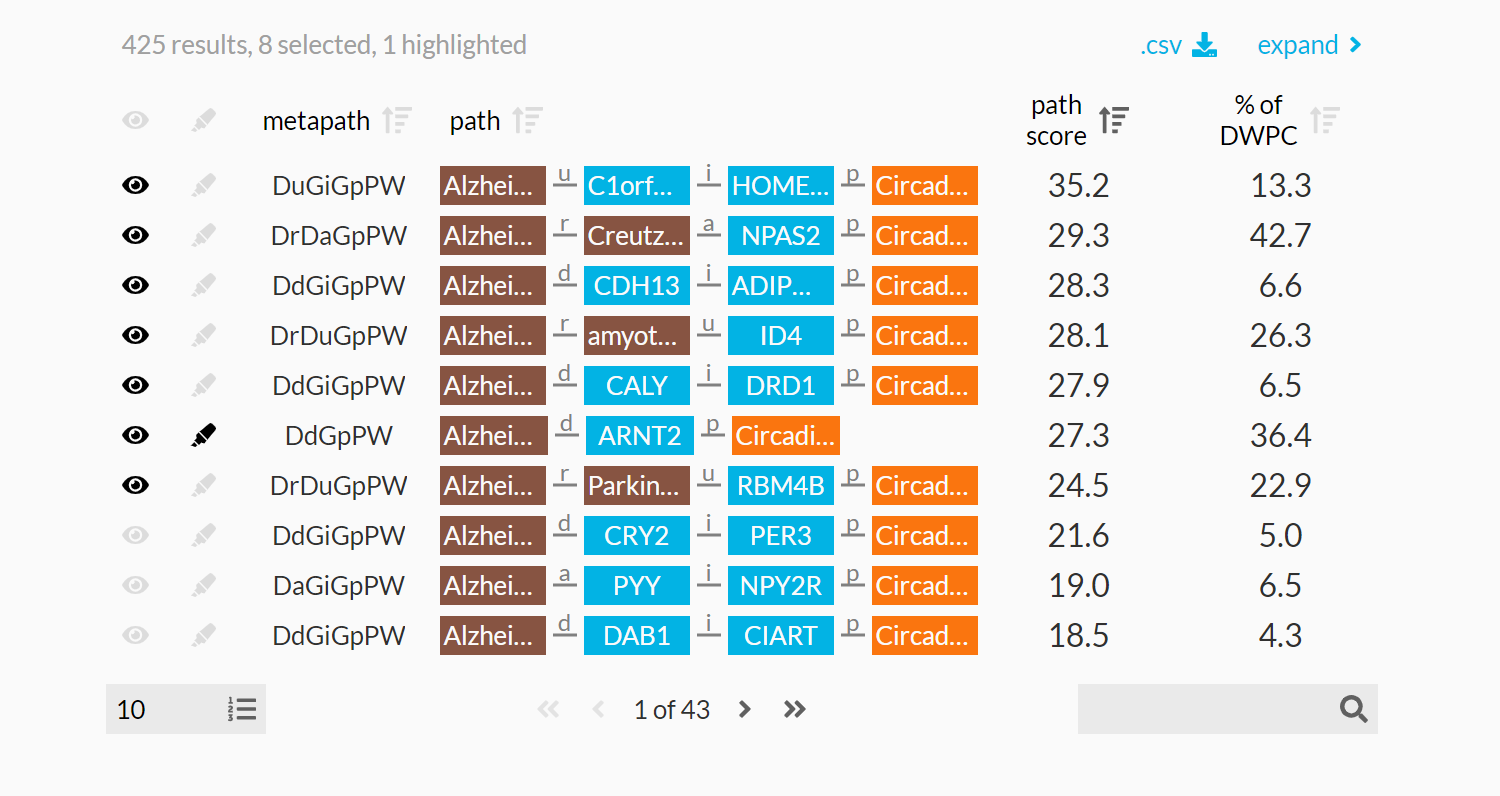 425 results, 8 selected, 1 highlighted .csv expand
metapath path path score % of DWPC
DuGiGpPW Alzhei... u C1orf... i HOME... p Circad... 35.2 13.3
DrDaGpPW Alzhei... r Creutz... a NPAS2 p Circad... 29.3 42.7
DdGiGpPW Alzhei... d CDH13 i ADIP... p Circad... 28.3 6.6
DrDuGpPW Alzhei... r amyot... u ID4 p Circad... 28.1 26.3
DdGiGpPW Alzhei... d CALY i DRD1 p Circad... 27.9 6.5
DdGpPW Alzhei... d ARNT2 p Circadi... 27.3 36.4
DrDuGpPW Alzhei... r Parkin... u RBM4B p Circad... 24.5 22.9
DdGiGpPW Alzhei... d CRY2 i PER3 p Circad... 21.6 5.0
DaGiGpPW Alzhei... a PYY i NPY2R p Circad... 19.0 6.5
DdGiGpPW Alzhei... d DAB1 i CIART p Circad... 18.5 4.3
10 1 of 43